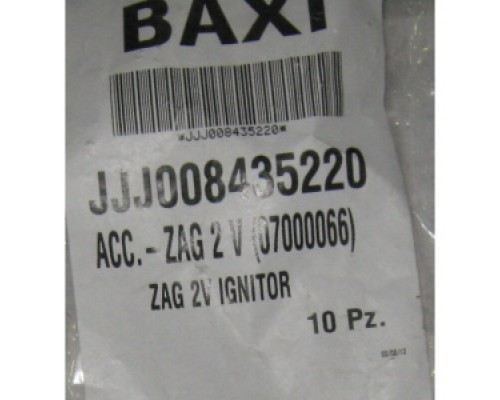 BAXI
*JJJ008435220*
JJJ008435220
ACC. - ZAG 2 V (07000066)
ZAG 2V IGNITOR
10 Pz.